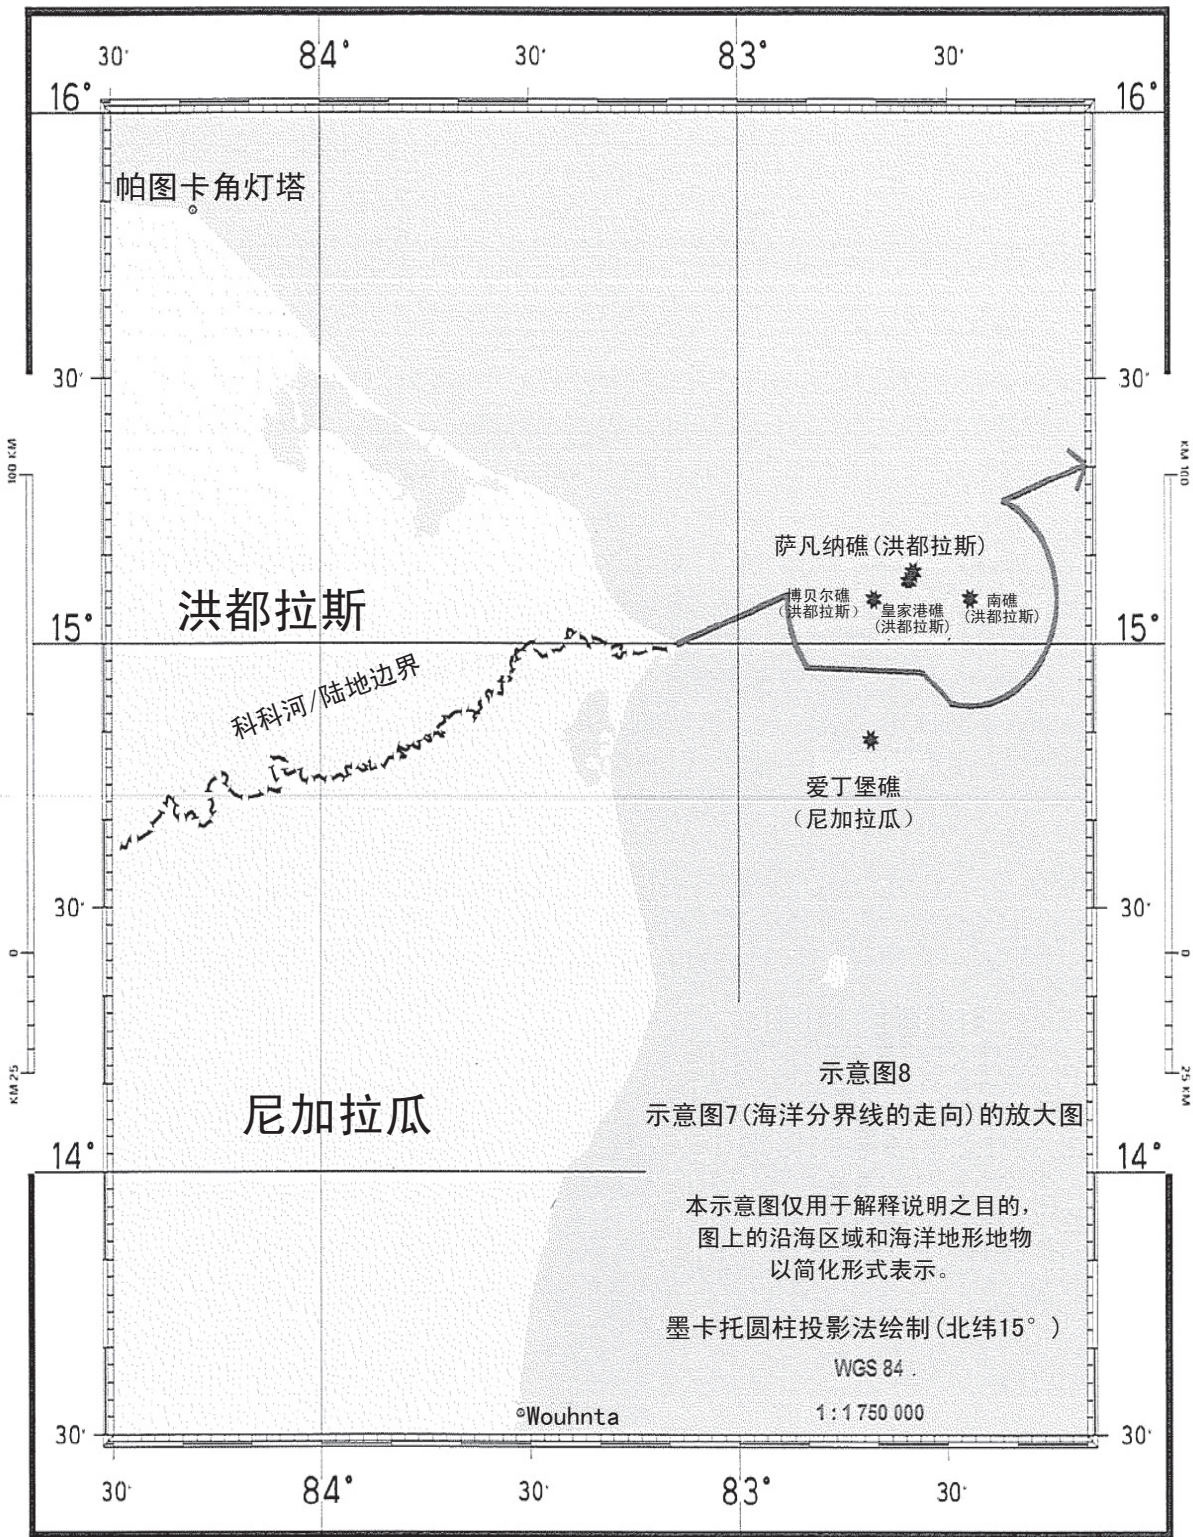 30' 84° 30' 83° 30'
16° 16°
帕图卡角灯塔
30' 30'
100 KM KM 100
萨凡纳礁(洪都拉斯)
博贝尔礁
(洪都拉斯)
皇家港礁
(洪都拉斯)
南礁
(洪都拉斯)
洪都拉斯
15° 15°
科科河/陆地边界
爱丁堡礁
(尼加拉瓜)
30' 30'
0 0
KM 25 25 KM
示意图8
示意图7(海洋分界线的走向)的放大图
尼加拉瓜
14° 14°
本示意图仅用于解释说明之目的,
图上的沿海区域和海洋地形地物
以简化形式表示。
墨卡托圆柱投影法绘制(北纬15°)
WGS 84
1:1 750 000
Wouhnta
30' 30'
30' 84° 30' 83° 30'